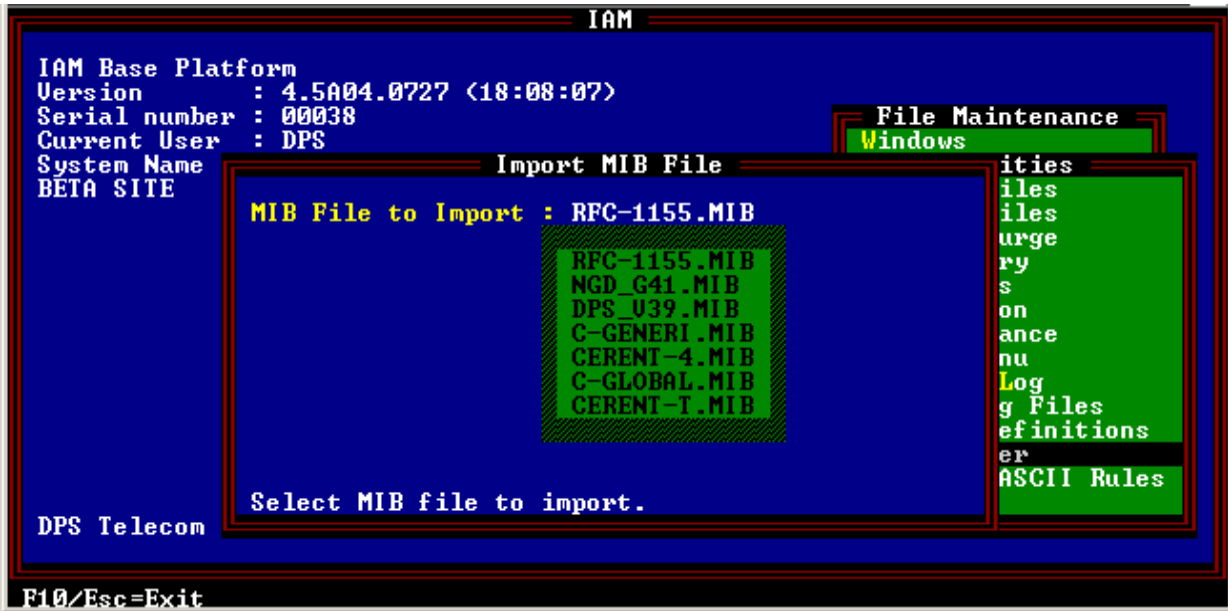 IAM
IAM Base Platform
Version : 4.5A04.0727 (18:08:07)
Serial number : 00038
Current User : DPS
System Name
BETA SITE
DPS Telecom
File Maintenance
Windows
ities
iles
iles
urge
ry
s
on
ance
nu
Log
g Files
efinitions
er
ASCII Rules
Import MIB File
MIB File to Import : RFC-1155.MIB
RFC-1155.MIB
NGD_G41.MIB
DPS_V39.MIB
C-GENERI.MIB
CERENT-4.MIB
C-GLOBAL.MIB
CERENT-T.MIB
Select MIB file to import.
F10/Esc=Exit